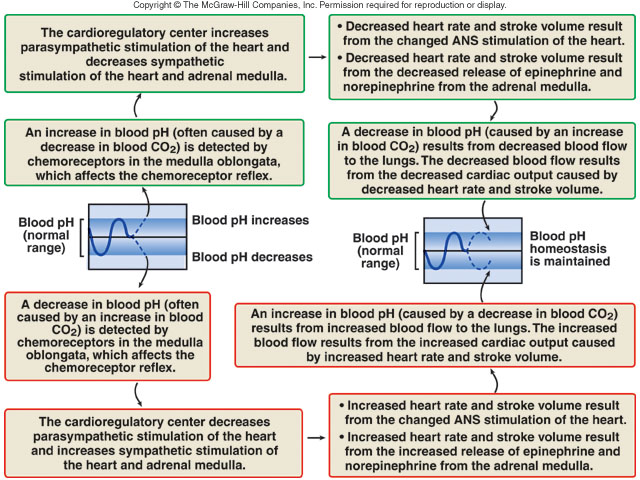 Copyright © The McGraw-Hill Companies, Inc. Permission required for reproduction or display.
The cardioregulatory center increases
parasympathetic stimulation of the heart and
decreases sympathetic
stimulation of the heart and adrenal medulla.
• Decreased heart rate and stroke volume result
from the changed ANS stimulation of the heart.
• Decreased heart rate and stroke volume result
from the decreased release of epinephrine and
norepinephrine from the adrenal medulla.
An increase in blood pH (often caused by a
decrease in blood CO2) is detected by
chemoreceptors in the medulla oblongata,
which affects the chemoreceptor reflex.
A decrease in blood pH (caused by an increase
in blood CO2) results from decreased blood flow
to the lungs. The decreased blood flow results
from the decreased cardiac output caused by
decreased heart rate and stroke volume.
Blood pH
(normal
range)
Blood pH increases
Blood pH decreases
Blood pH
(normal
range)
Blood pH
homeostasis
is maintained
A decrease in blood pH (often
caused by an increase in blood
CO2) is detected by
chemoreceptors in the medulla
oblongata, which affects the
chemoreceptor reflex.
An increase in blood pH (caused by a decrease in blood CO2)
results from increased blood flow to the lungs. The increased
blood flow results from the increased cardiac output caused
by increased heart rate and stroke volume.
The cardioregulatory center decreases
parasympathetic stimulation of the heart
and increases sympathetic stimulation of
the heart and adrenal medulla.
• Increased heart rate and stroke volume result
from the changed ANS stimulation of the heart.
• Increased heart rate and stroke volume result
from the increased release of epinephrine and
norepinephrine from the adrenal medulla.